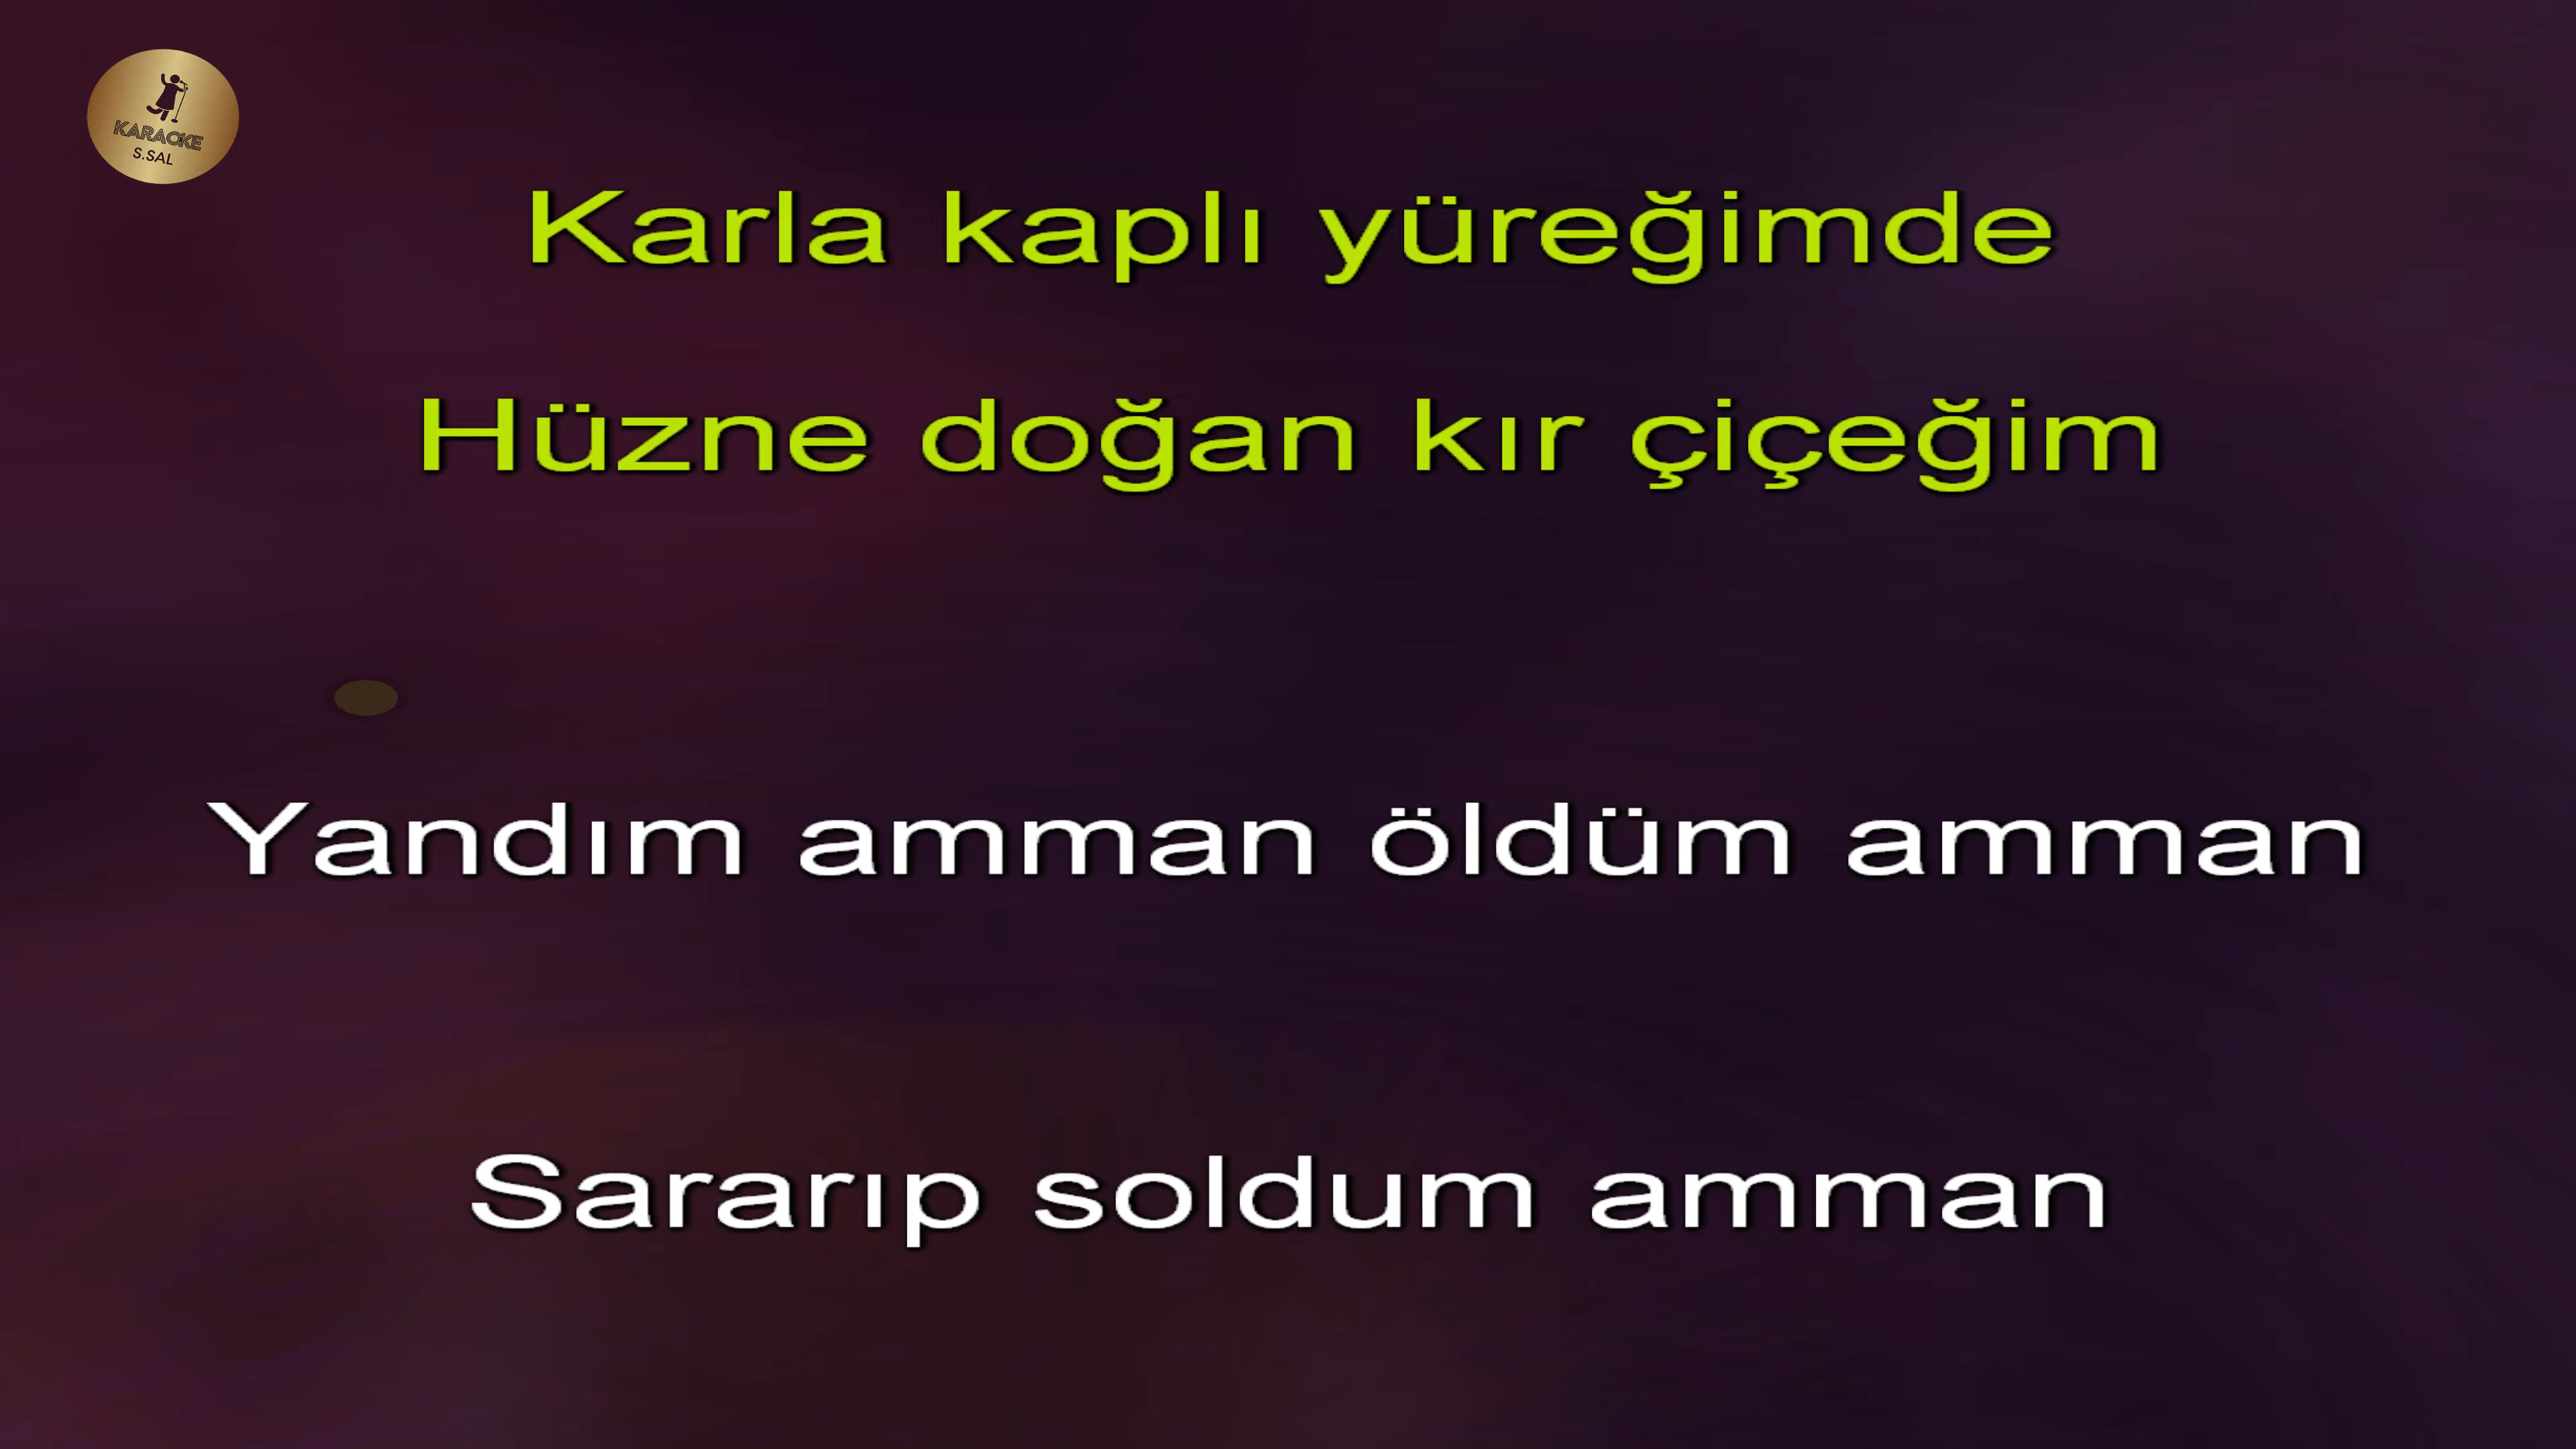 KARAOKE
S.SAL
Karla kaplı yüreğimde
Hüzne doğan kır çiçeğim
Yandım amman öldüm amman
Sararıp soldum amman